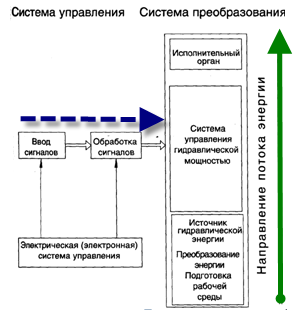 Система управления
Система преобразования
Исполнительный
орган
Система
управления
гидравлической
мощностью
Ввод
сигналов
Обработка
сигналов
Источник
гидравлической
энергии
Преобразование
энергии
Подготовка
рабочей
среды
Электрическая (электронная)
система управления
Направление потока энергии